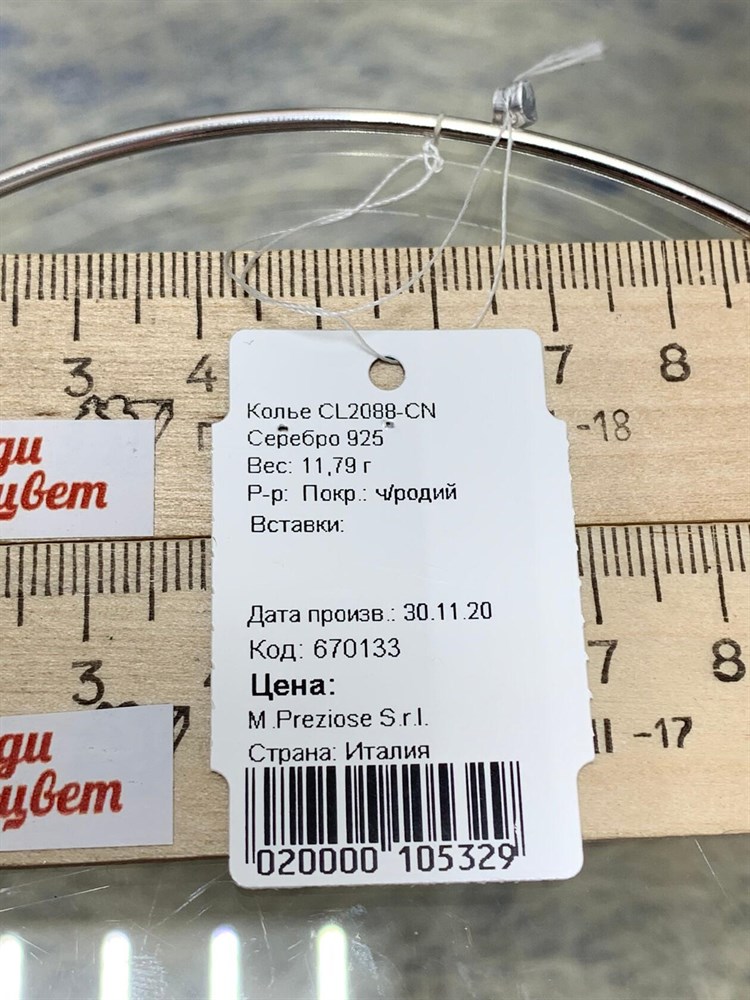 3 4 7 8
ди
цвет
-18
Колье CL2088-CN
Серебро 925
Вес: 11,79 г
Р-р: Покр.: ч/родий
Вставки:
Дата произв.: 30.11.20
Код: 670133
Цена:
M.Preziose S.r.l.
Страна: Италия
020000 105329
3 7 8
-17
ди
цвет